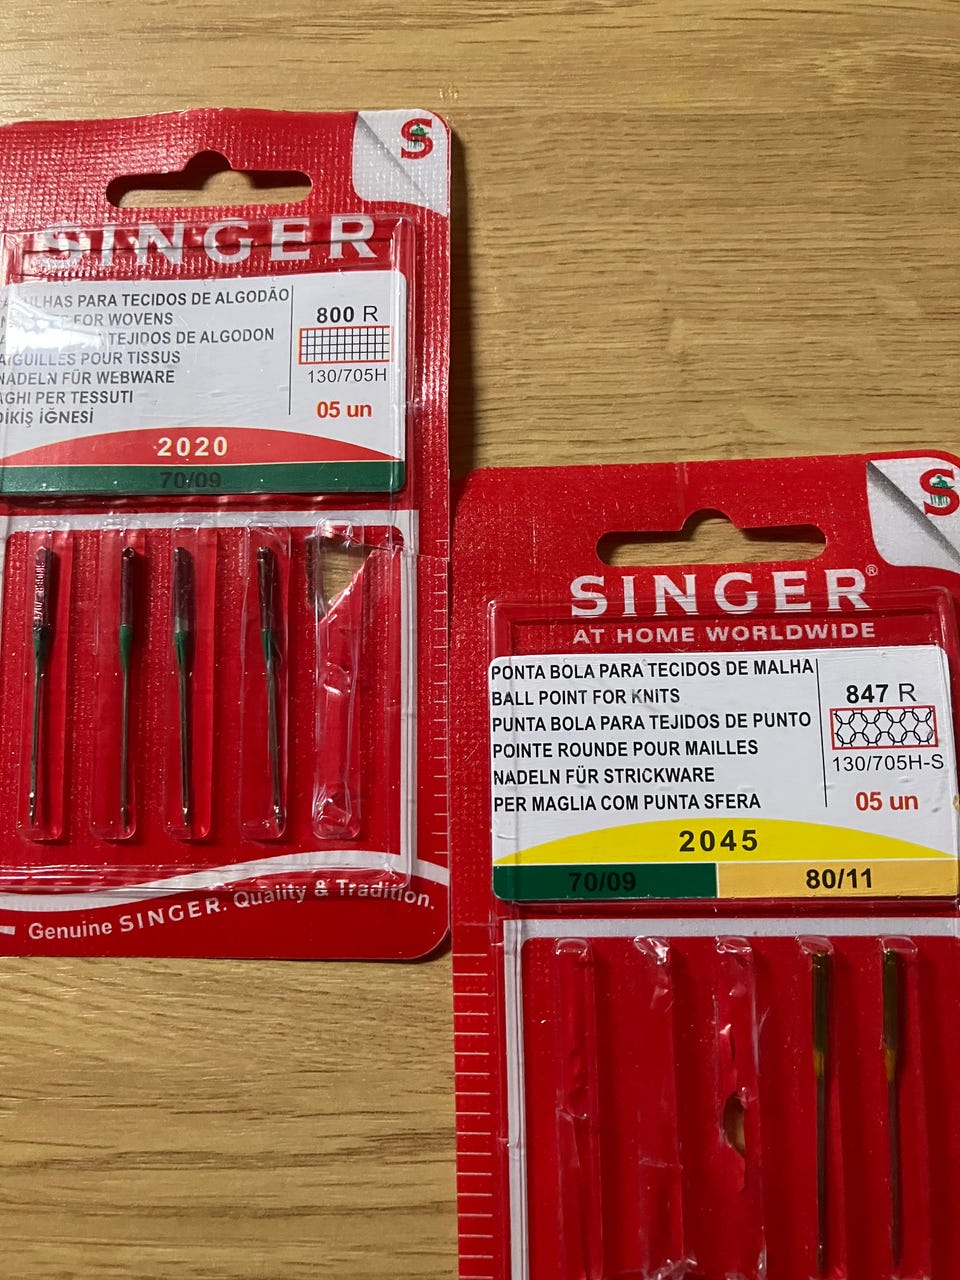 S
SINGER
PARA TECIDOS DE ALGODÃO
FOR WOVENS
TEJIDOS DE ALGODON
AIGUILLES POUR TISSUS
NADELN FÜR WEBWARE
AGHI PER TESSUTI
DİKİŞ İĞNESİ
800 R
130/705H
05 un
2020
70/09
Genuine SINGER. Quality & Tradition.
S
SINGER®
AT HOME WORLDWIDE
PONTA BOLA PARA TECIDOS DE MALHA
BALL POINT FOR KNITS
PUNTA BOLA PARA TEJIDOS DE PUNTO
POINTE ROUNDE POUR MAILLES
NADELN FÜR STRICKWARE
PER MAGLIA COM PUNTA SFERA
847 R
130/705H-S
05 un
2045
70/09
80/11